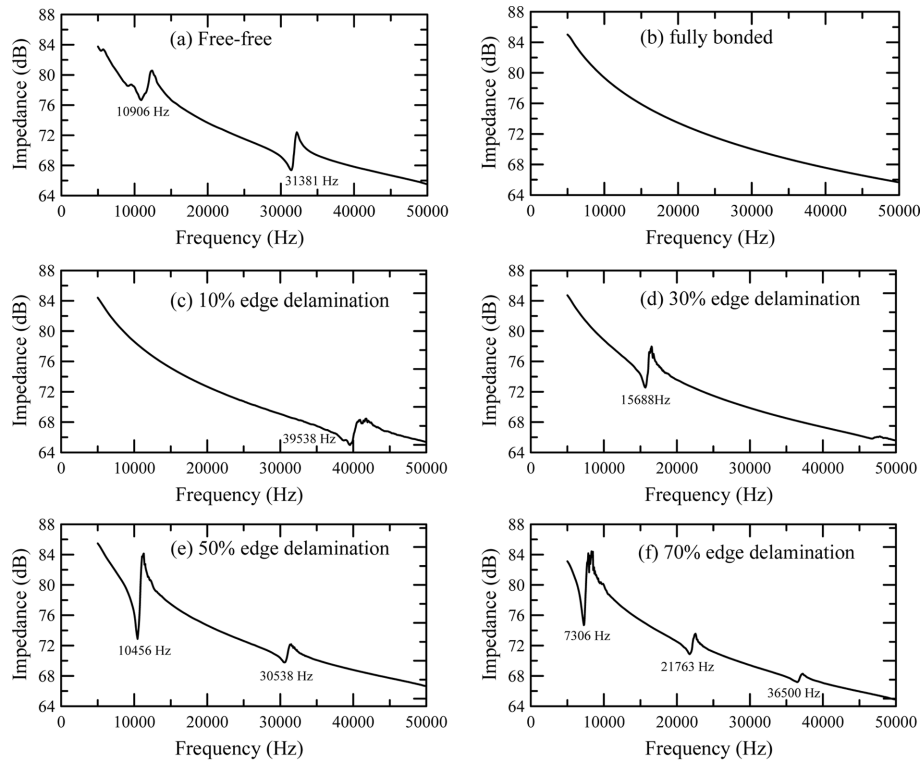 (a) Free-free
Impedance (dB)
88
84
80
76
72
68
64
10906 Hz
31381 Hz
0 10000 20000 30000 40000 50000
Frequency (Hz)
(b) fully bonded
Impedance (dB)
88
84
80
76
72
68
64
0 10000 20000 30000 40000 50000
Frequency (Hz)
(c) 10% edge delamination
Impedance (dB)
88
84
80
76
72
68
64
39538 Hz
0 10000 20000 30000 40000 50000
Frequency (Hz)
(d) 30% edge delamination
Impedance (dB)
88
84
80
76
72
68
64
15688Hz
0 10000 20000 30000 40000 50000
Frequency (Hz)
(e) 50% edge delamination
Impedance (dB)
88
84
80
76
72
68
64
10456 Hz
30538 Hz
0 10000 20000 30000 40000 50000
Frequency (Hz)
(f) 70% edge delamination
Impedance (dB)
88
84
80
76
72
68
64
7306 Hz
21763 Hz
36500 Hz
0 10000 20000 30000 40000 50000
Frequency (Hz)